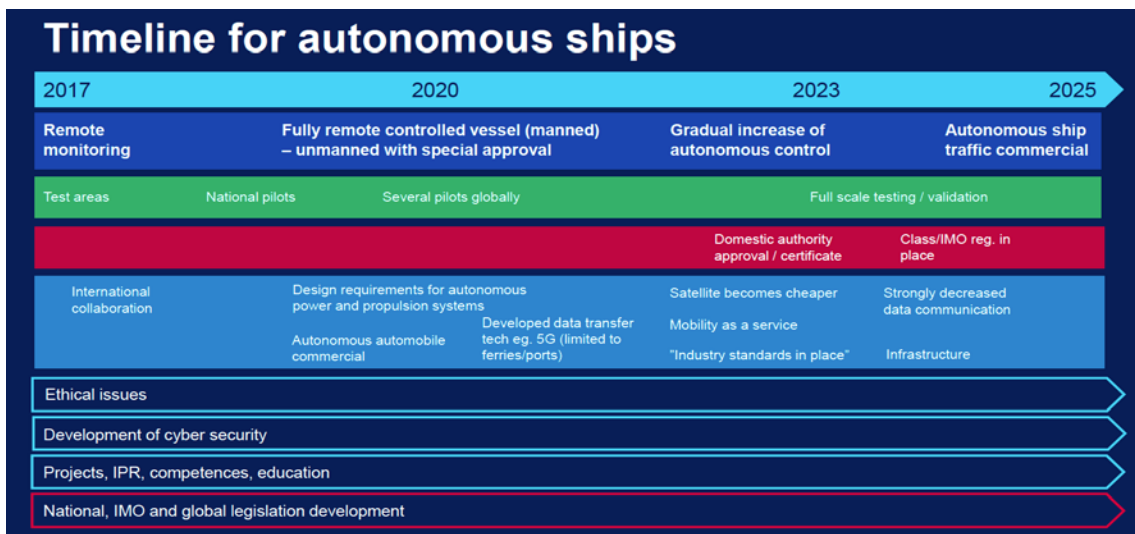 Timeline for autonomous ships
2017 2020 2023 2025
Remote
monitoring
Fully remote controlled vessel (manned)
– unmanned with special approval
Gradual increase of
autonomous control
Autonomous ship
traffic commercial
Test areas National pilots Several pilots globally Full scale testing / validation
Domestic authority
approval / certificate
Class/IMO reg. in
place
International
collaboration
Design requirements for autonomous
power and propulsion systems
Autonomous automobile
commercial
Developed data transfer
tech eg. 5G (limited to
ferries/ports)
Satellite becomes cheaper
Mobility as a service
"Industry standards in place"
Strongly decreased
data communication
Infrastructure
Ethical issues
Development of cyber security
Projects, IPR, competences, education
National, IMO and global legislation development